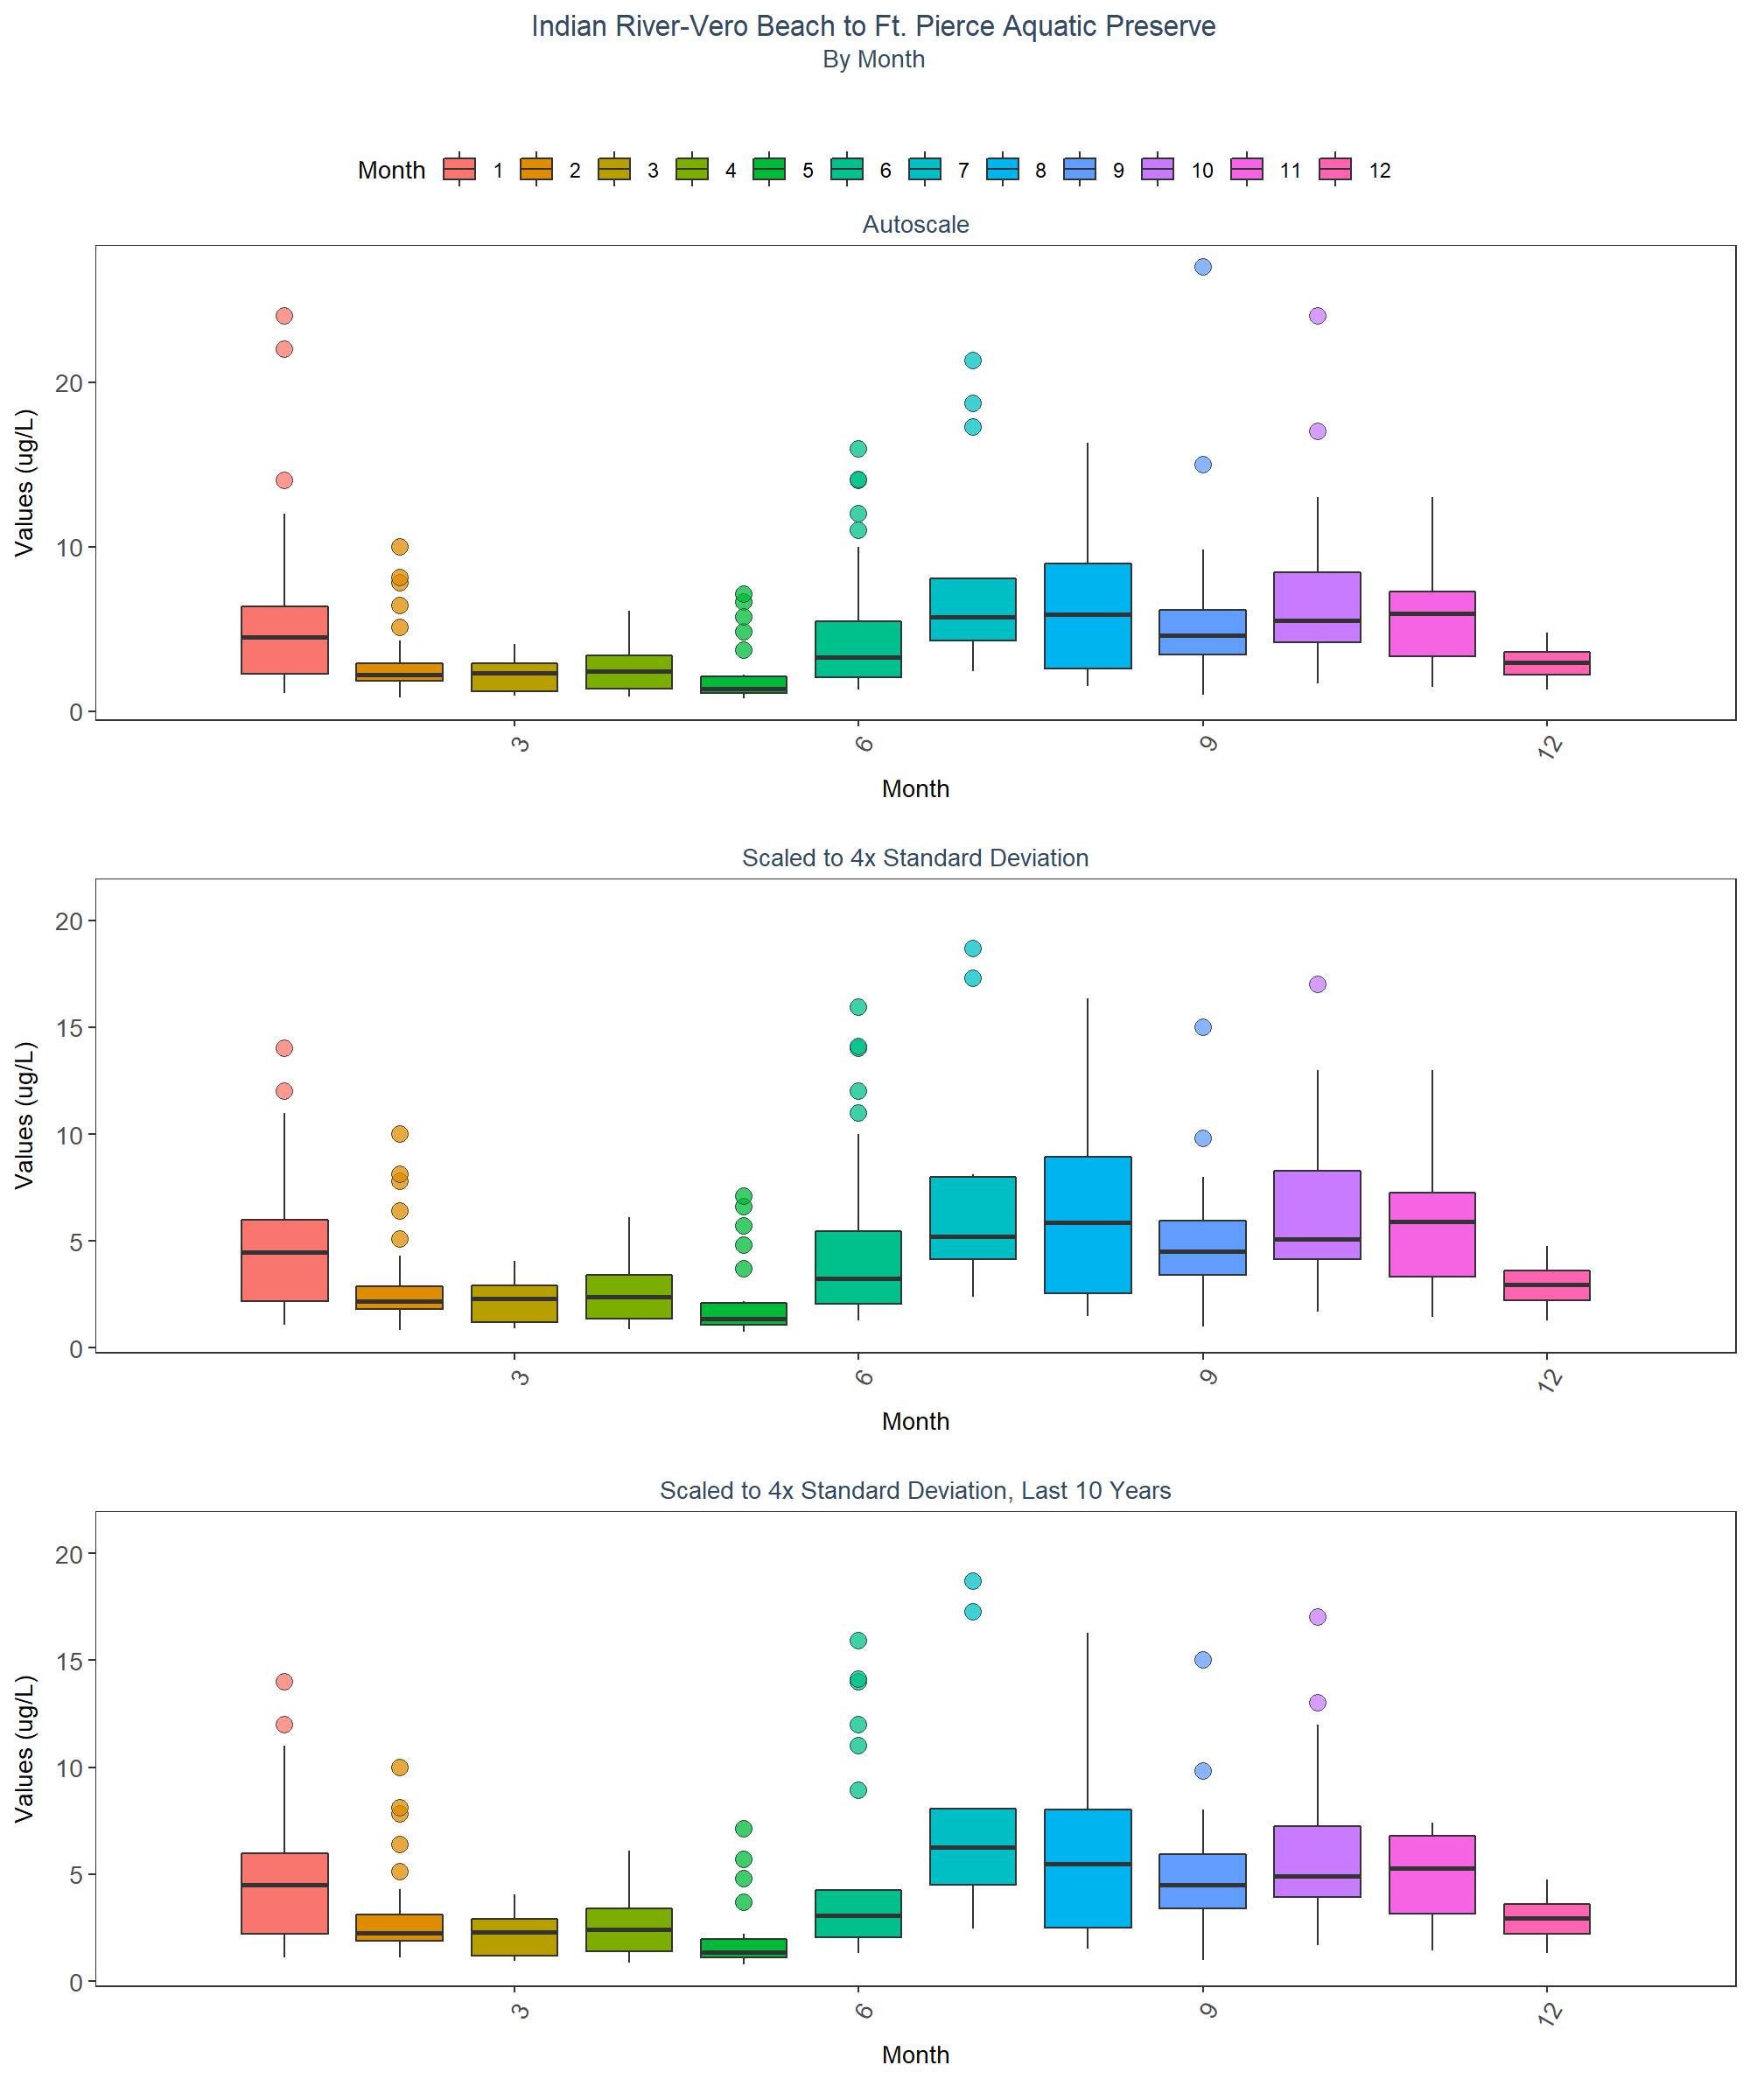 Indian River-Vero Beach to Ft. Pierce Aquatic Preserve
By Month
Month 1 2 3 4 5 6 7 8 9 10 11 12
Autoscale
Values (ug/L)
20
10
0
3 6 9 12
Month
Scaled to 4x Standard Deviation
Values (ug/L)
20
15
10
5
0
3 6 9 12
Month
Scaled to 4x Standard Deviation, Last 10 Years
Values (ug/L)
20
15
10
5
0
3 6 9 12
Month